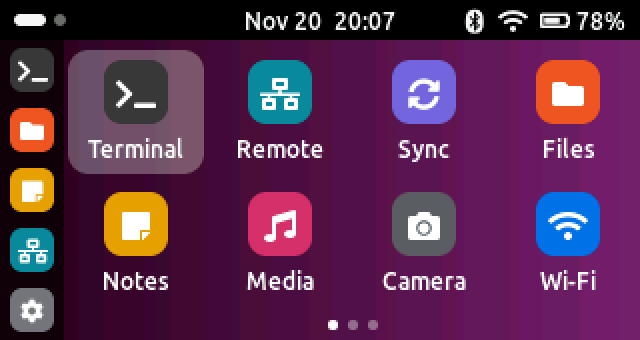 Nov 20 20:07 78%
Terminal Remote Sync Files
Notes Media Camera Wi-Fi